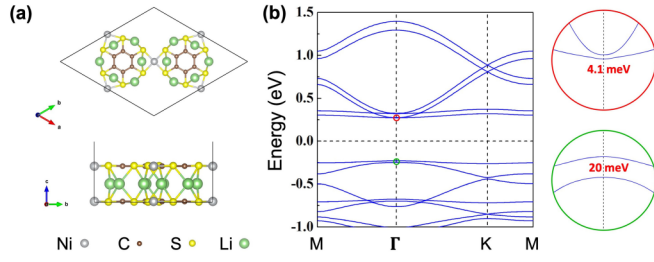 (a)
b
a
c
b
Ni C S Li
(b)
Energy (eV)
1.5
1.0
0.5
0.0
-0.5
-1.0
M Γ K M
4.1 meV
20 meV